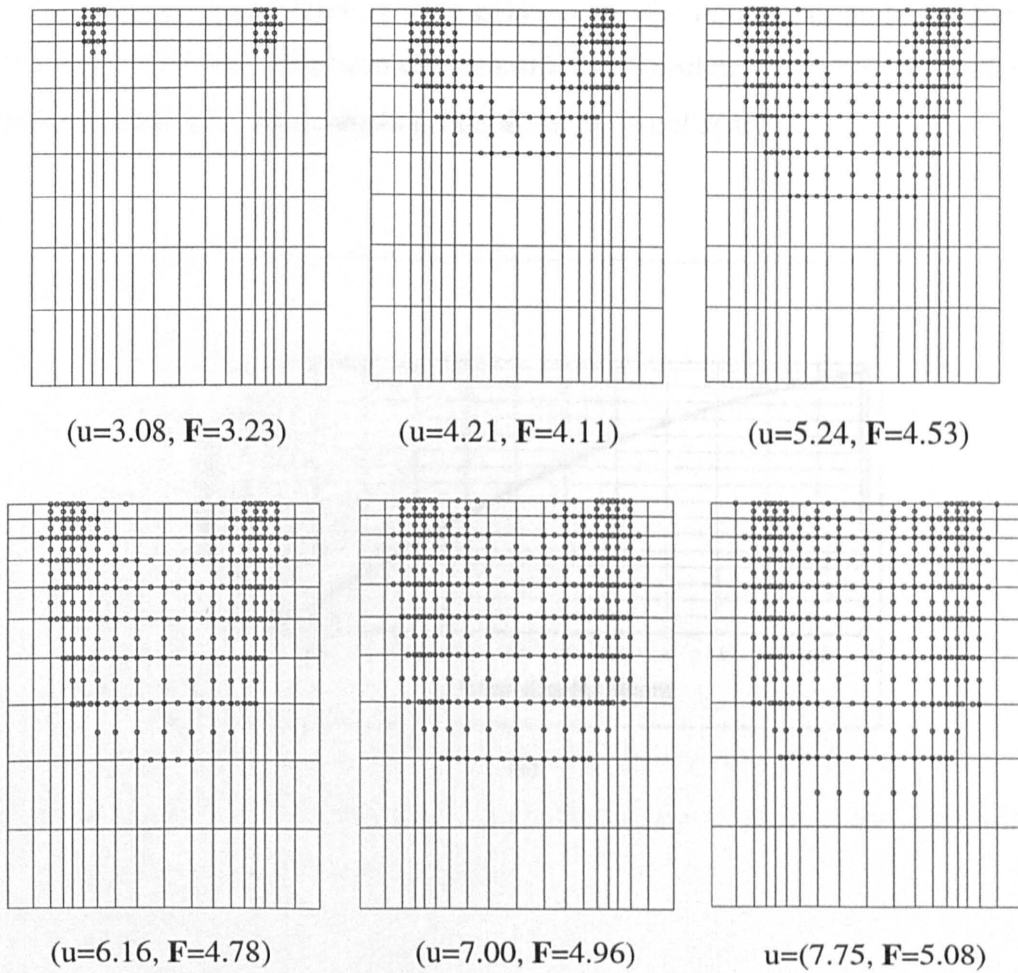 (u=3.08, F=3.23)
(u=4.21, F=4.11)
(u=5.24, F=4.53)
(u=6.16, F=4.78)
(u=7.00, F=4.96)
u=(7.75, F=5.08)